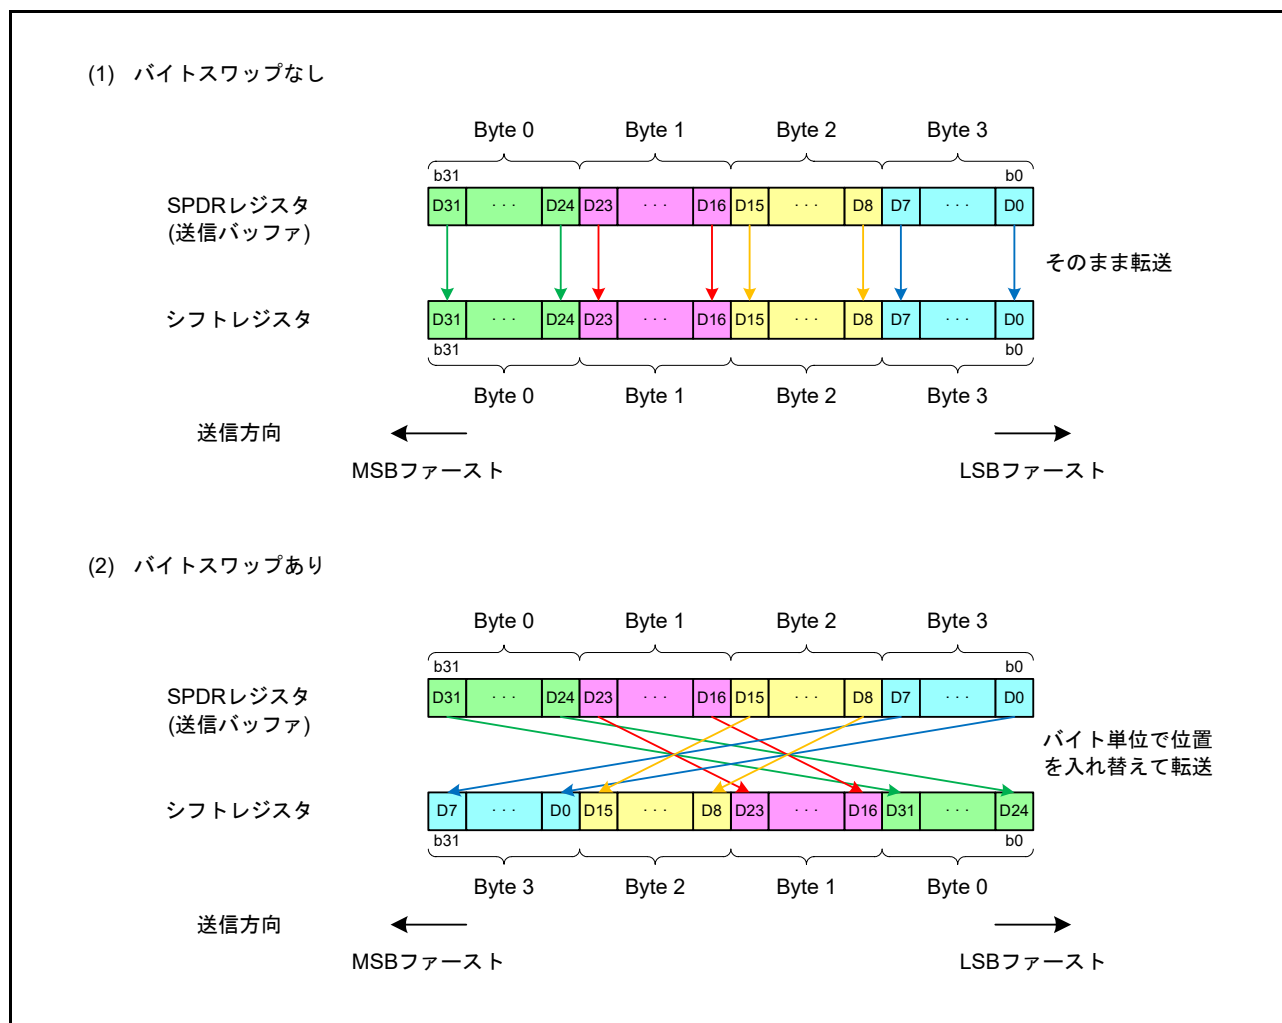 (1) バイトスワップなし
Byte 0 Byte 1 Byte 2 Byte 3
b31 b0
SPDRレジスタ
(送信バッファ)
D31 ··· D24 D23 ··· D16 D15 ··· D8 D7 ··· D0
そのまま転送
シフトレジスタ
D31 ··· D24 D23 ··· D16 D15 ··· D8 D7 ··· D0
b31 b0
Byte 0 Byte 1 Byte 2 Byte 3
送信方向
MSBファースト LSBファースト
(2) バイトスワップあり
Byte 0 Byte 1 Byte 2 Byte 3
b31 b0
SPDRレジスタ
(送信バッファ)
D31 ··· D24 D23 ··· D16 D15 ··· D8 D7 ··· D0
バイト単位で位置
を入れ替えて転送
シフトレジスタ
D7 ··· D0 D15 ··· D8 D23 ··· D16 D31 ··· D24
b31 b0
Byte 3 Byte 2 Byte 1 Byte 0
送信方向
MSBファースト LSBファースト